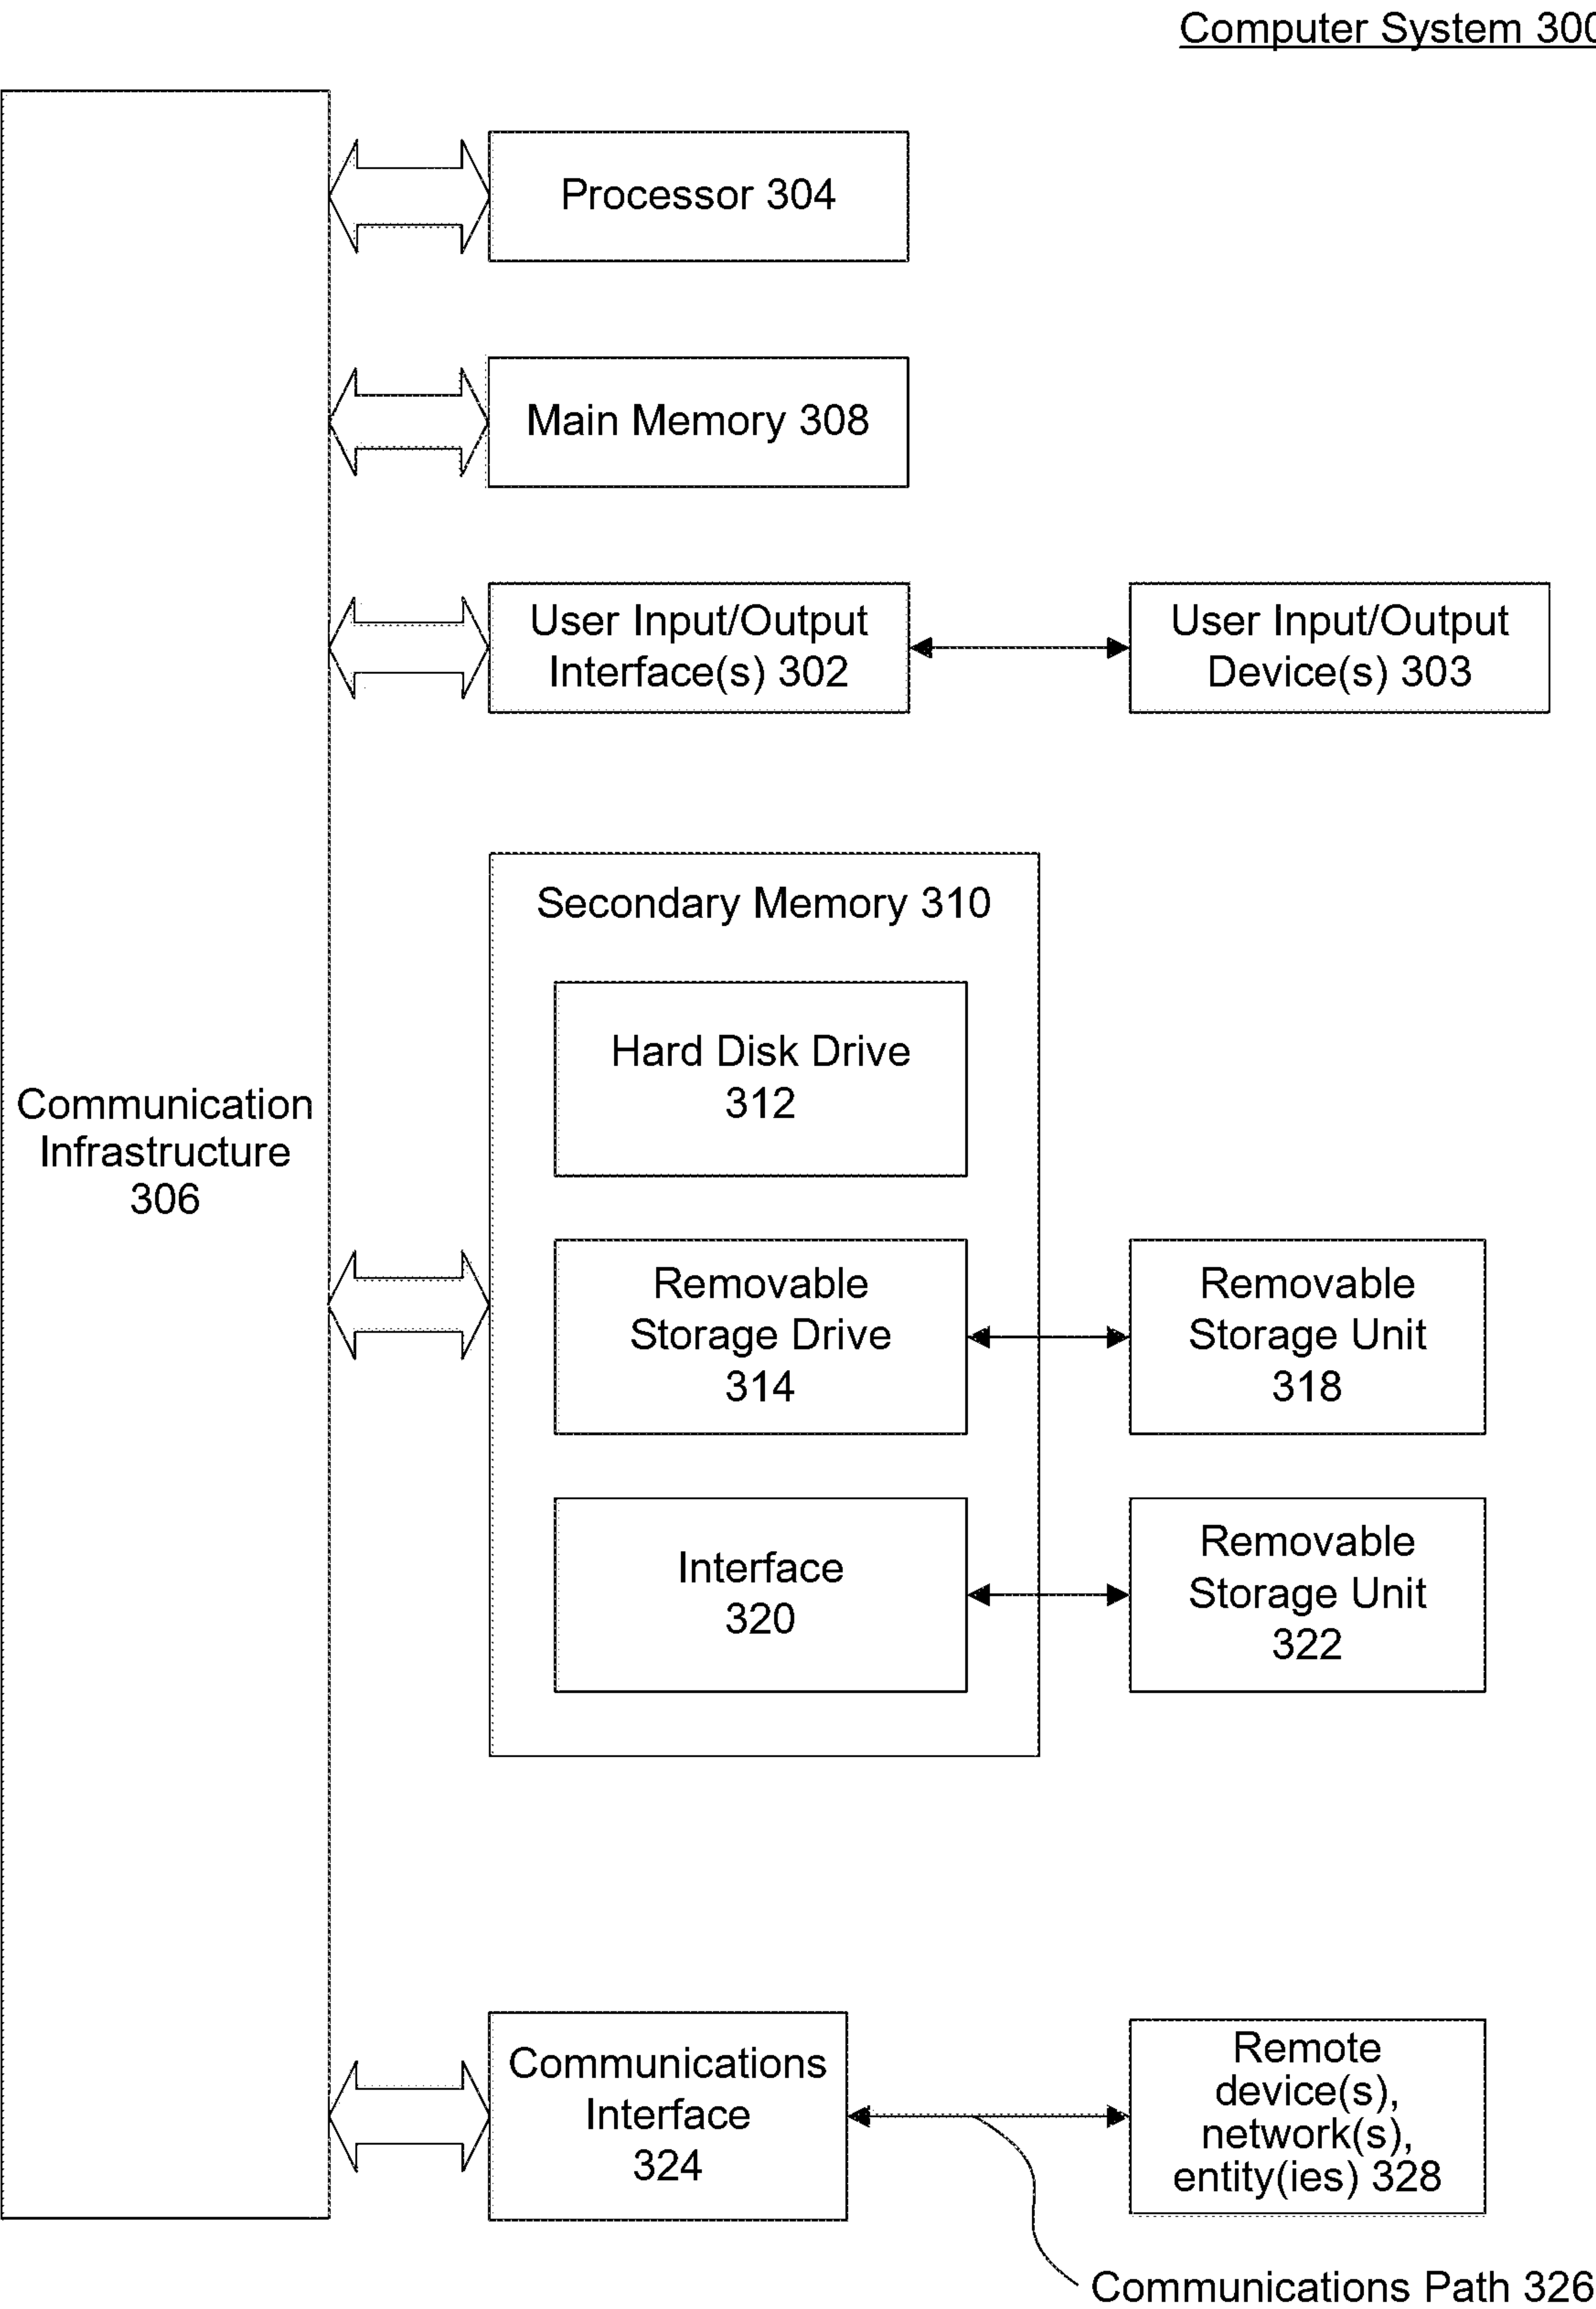 Computer System 300
Processor 304
Main Memory 308
User Input/Output
Interface(s) 302
User Input/Output
Device(s) 303
Secondary Memory 310
Hard Disk Drive
312
Communication
Infrastructure
306
Removable
Storage Drive
314
Removable
Storage Unit
318
Interface
320
Removable
Storage Unit
322
Communications
Interface
324
Remote
device(s),
network(s),
entity(ies) 328
Communications Path 326